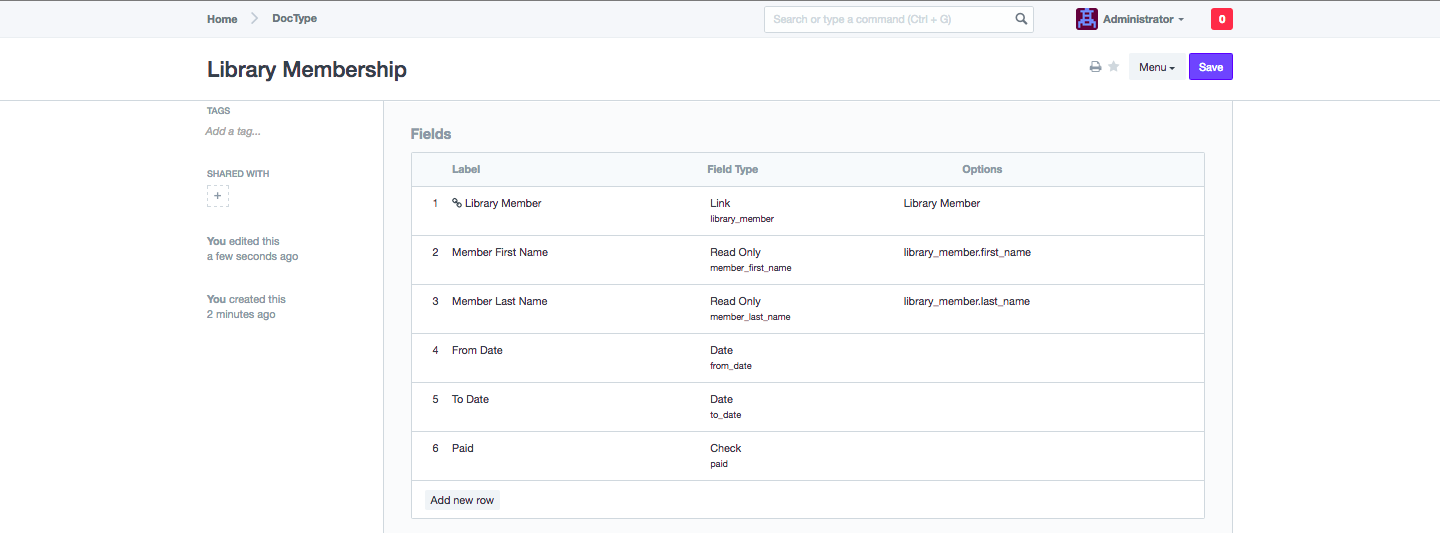 Home DocType Search or type a command (Ctrl + G) Administrator 0
Library Membership Menu Save
TAGS
Add a tag...
SHARED WITH
+
You edited this
a few seconds ago
You created this
2 minutes ago
Fields
Label Field Type Options
1 Library Member Link Library Member
library_member
2 Member First Name Read Only library_member.first_name
member_first_name
3 Member Last Name Read Only library_member.last_name
member_last_name
4 From Date Date
from_date
5 To Date Date
to_date
6 Paid Check
paid
Add new row